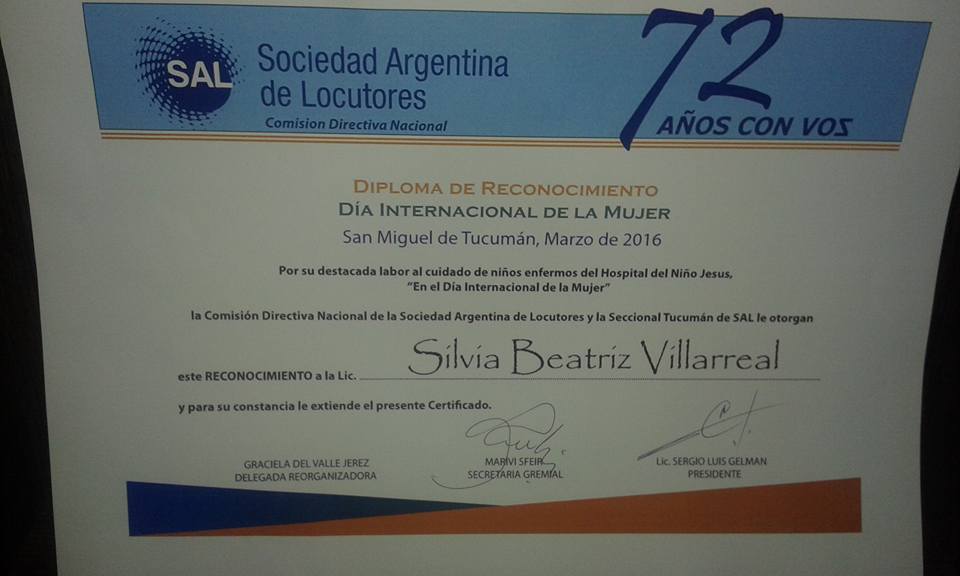 SAL
Sociedad Argentina
de Locutores
Comision Directiva Nacional
72
AÑOS CON VOS
DIPLOMA DE RECONOCIMIENTO
DÍA INTERNACIONAL DE LA MUJER
San Miguel de Tucumán, Marzo de 2016
Por su destacada labor al cuidado de niños enfermos del Hospital del Niño Jesus,
"En el Día Internacional de la Mujer"
la Comisión Directiva Nacional de la Sociedad Argentina de Locutores y la Seccional Tucumán de SAL le otorgan
este RECONOCIMIENTO a la Lic. Silvia Beatriz Villarreal
y para su constancia le extiende el presente Certificado.
GRACIELA DEL VALLE JEREZ
DELEGADA REORGANIZADORA
MARIVI SFEIR
SECRETARIA GREMIAL
Lic. SERGIO LUIS GELMAN
PRESIDENTE